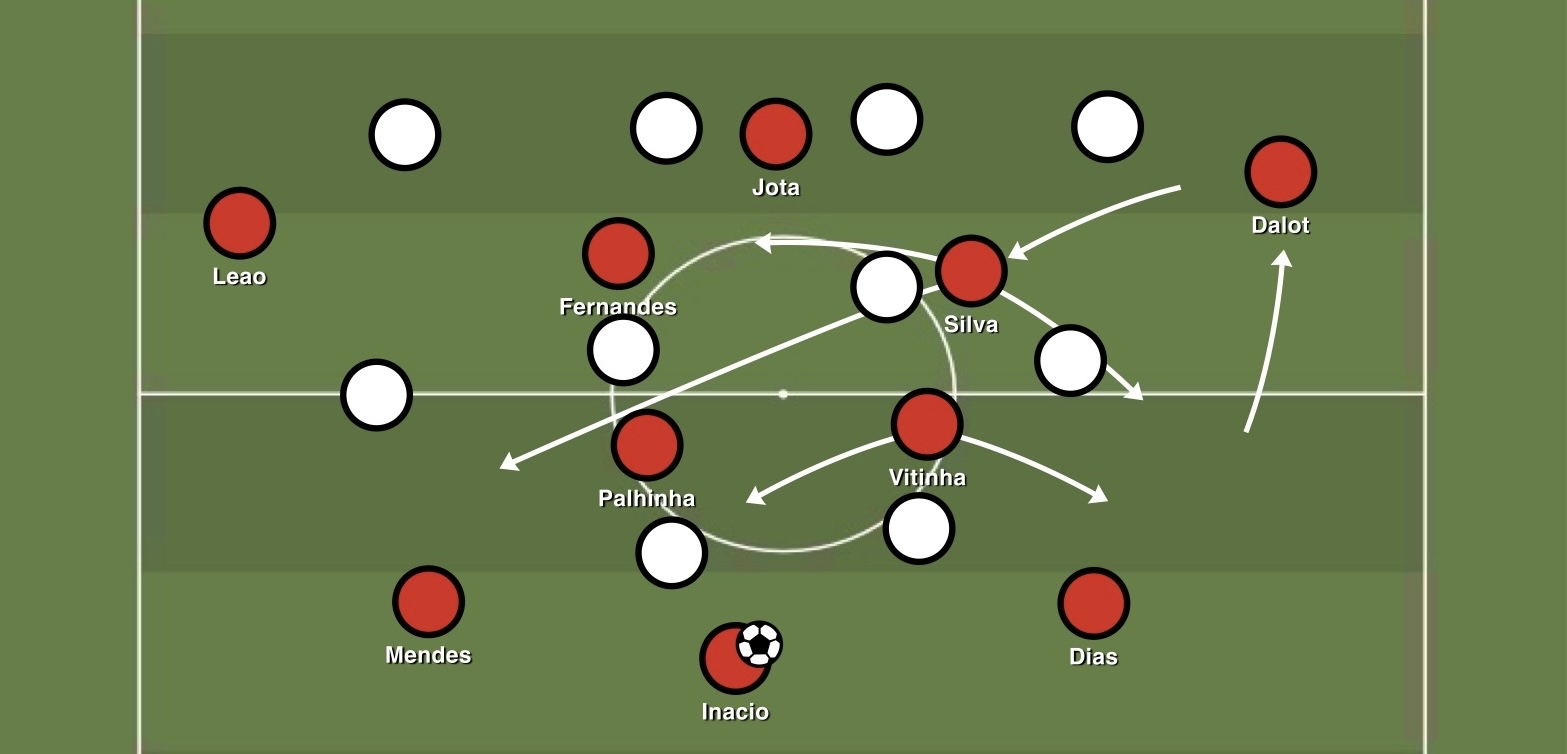 Jota
Dalot
Leao
Fernandes
Silva
Vitinha
Palhinha
Mendes
Dias
Inacio